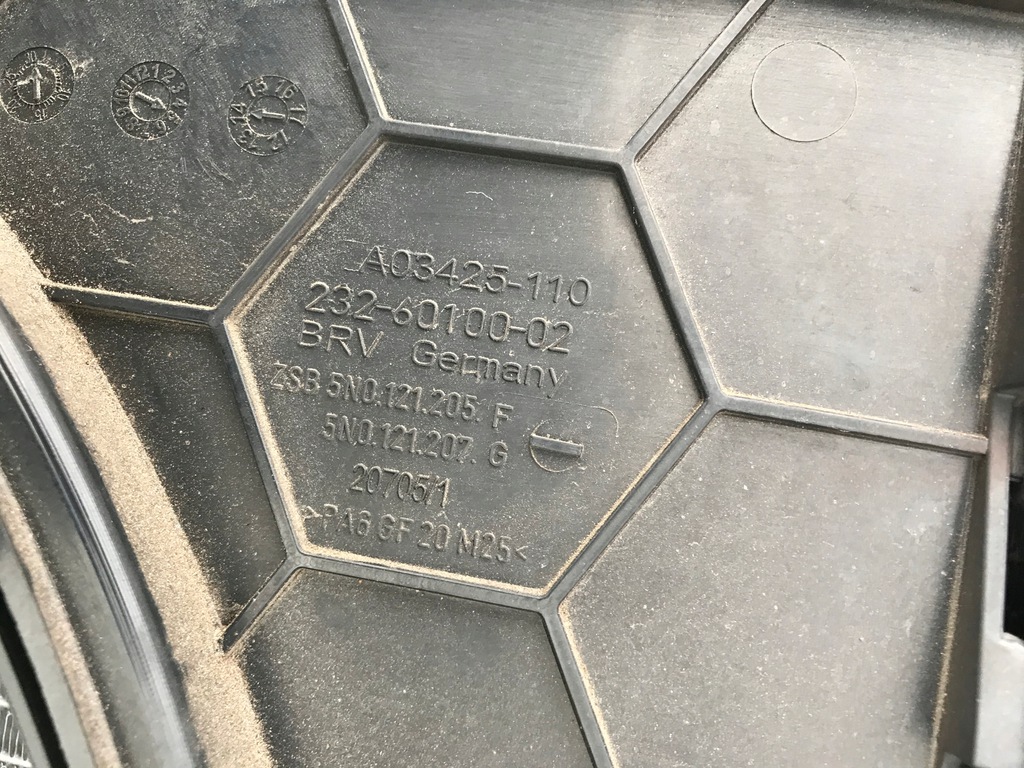 A03425-110
232-60100-02
BRV Germany
ZSB 5N0.121.205. F
5N0.121.207. G
20705/1
>PA6 GF 20 M25<